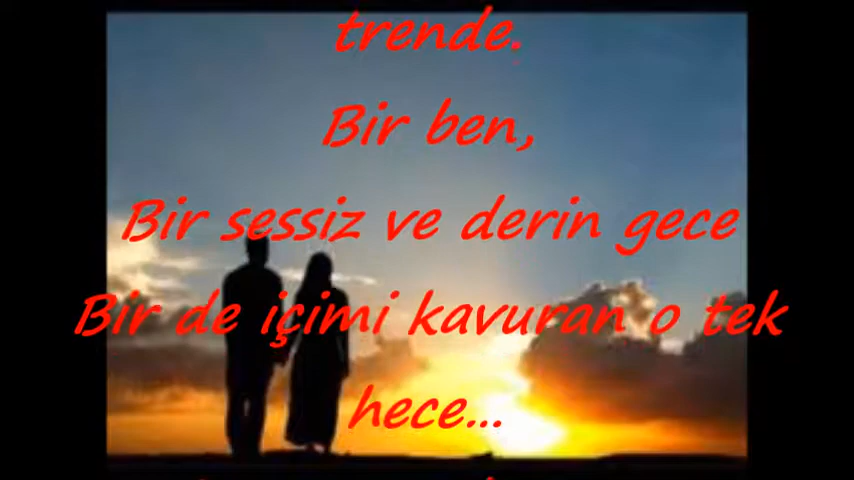 trende.
Bir ben,
Bir sessiz ve derin gece
Bir de içimi kavuran o tek
hece...